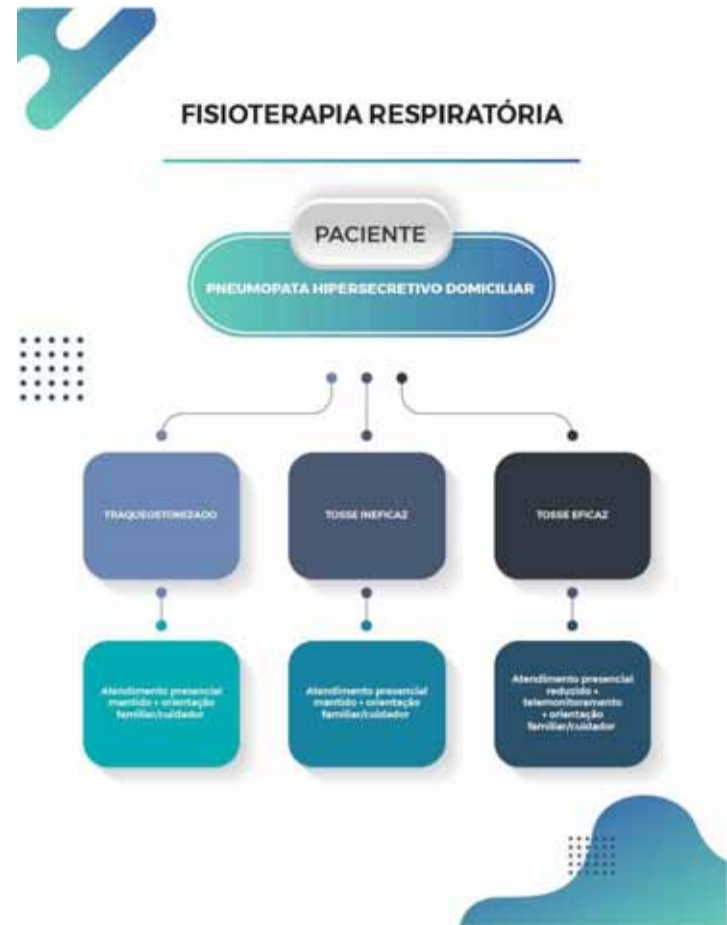 FISIOTERAPIA RESPIRATÓRIA
PACIENTE
PNEUMOPATA HIPERSECRETIVO DOMICILIAR
TRAQUEOSTOMIZADO
TOSSE INEFICAZ
TOSSE EFICAZ
Atendimento presencial
mantido + orientação
familiar/cuidador
Atendimento presencial
mantido + orientação
familiar/cuidador
Atendimento presencial
reduzido +
telemonitoramento
+ orientação
familiar/cuidador